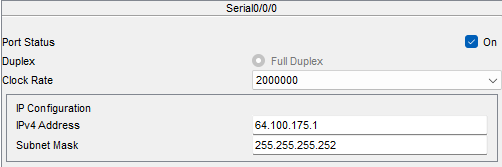 Serial0/0/0
Port Status On
Duplex Full Duplex
Clock Rate 2000000
IP Configuration
IPv4 Address 64.100.175.1
Subnet Mask 255.255.255.252